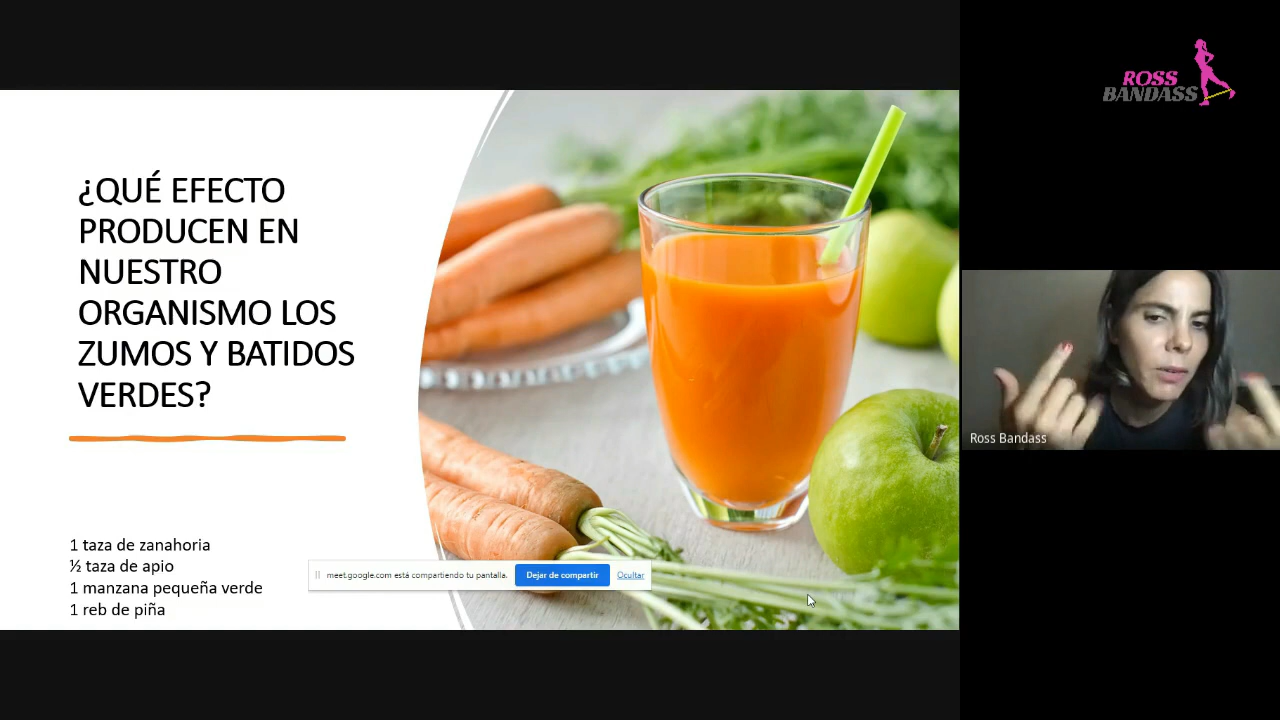 ¿QUÉ EFECTO
PRODUCEN EN
NUESTRO
ORGANISMO LOS
ZUMOS Y BATIDOS
VERDES?
1 taza de zanahoria
½ taza de apio
1 manzana pequeña verde
1 reb de piña
meet.google.com está compartiendo tu pantalla.
Dejar de compartir
Ocultar
ROSS
BANDASS
Ross Bandass